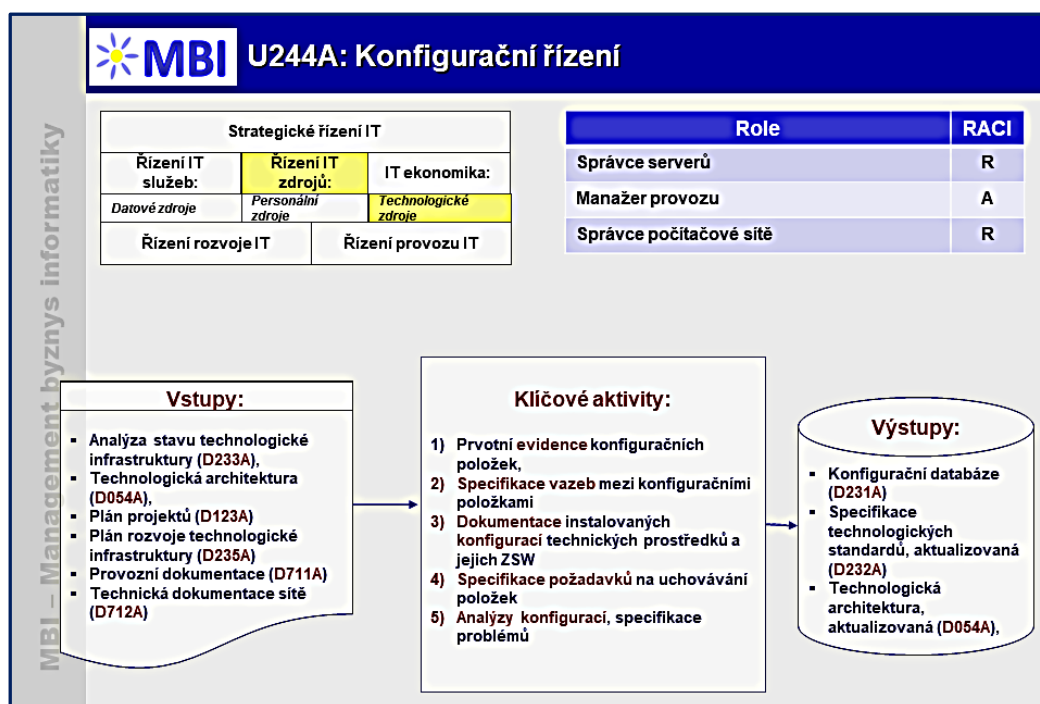 MBI
U244A: Konfigurační řízení
MBI – Management byznys informatiky
Strategické řízení IT
Řízení IT
služeb:
Řízení IT
zdrojů:
IT ekonomika:
Datové zdroje
Personální
zdroje
Technologické
zdroje
Řízení rozvoje IT
Řízení provozu IT
Role RACI
Správce serverů R
Manažer provozu A
Správce počítačové sítě R
Vstupy:
▪ Analýza stavu technologické
infrastruktury (D233A),
▪ Technologická architektura
(D054A),
▪ Plán projektů (D123A)
▪ Plán rozvoje technologické
infrastruktury (D235A)
▪ Provozní dokumentace (D711A)
▪ Technická dokumentace sítě
(D712A)
Klíčové aktivity:
1) Prvotní evidence konfiguračních
položek,
2) Specifikace vazeb mezi konfiguračními
položkami
3) Dokumentace instalovaných
konfigurací technických prostředků a
jejich ZSW
4) Specifikace požadavků na uchovávání
položek
5) Analýzy konfigurací, specifikace
problémů
Výstupy:
▪ Konfigurační databáze
(D231A)
▪ Specifikace
technologických
standardů, aktualizovaná
(D232A)
▪ Technologická
architektura,
aktualizovaná (D054A),